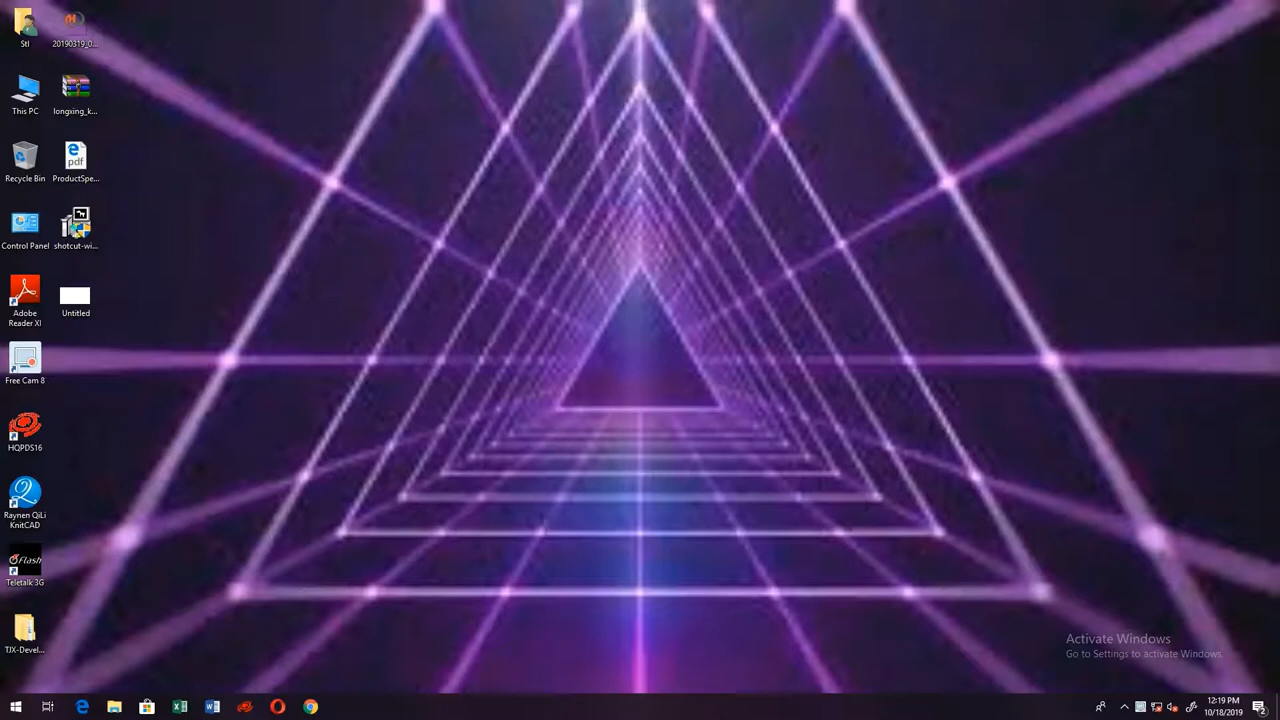 Stl
20190319_0...
This PC
longxing_k...
Recycle Bin
pdf
ProductSpe...
Control Panel
shotcut-wi...
Adobe
Reader XI
Untitled
Free Cam 8
HQPDS16
Raynen QiLi
KnitCAD
Flash
Teletalk 3G
TJX-Devel...
Activate Windows
Go to Settings to activate Windows.
12:19 PM
10/18/2019
2